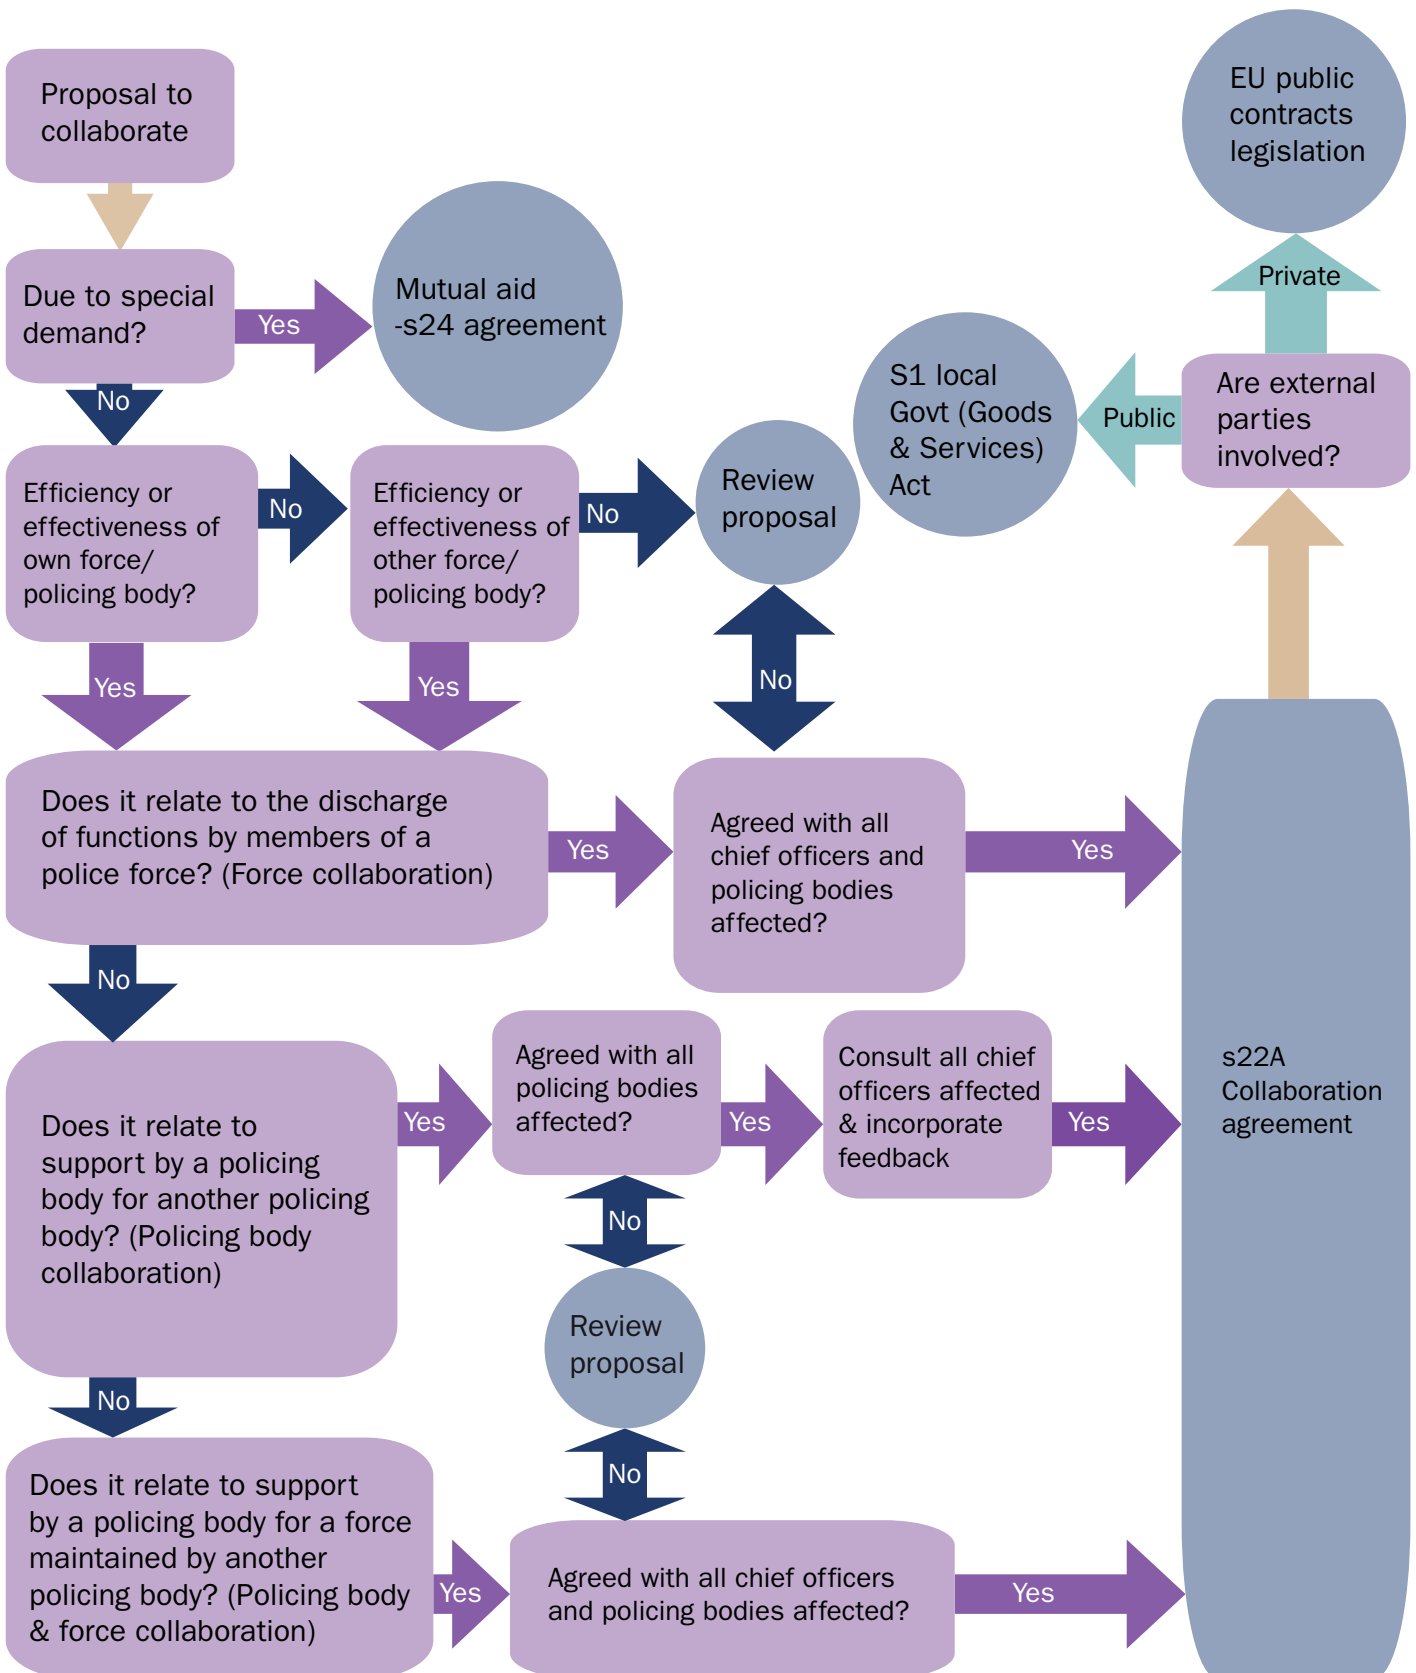 Proposal to
collaborate
EU public
contracts
legislation
Private
Due to special
demand?
Yes
Mutual aid
-s24 agreement
No
S1 local
Govt (Goods
& Services)
Act
Public
Are external
parties
involved?
Efficiency or
effectiveness of
own force/
policing body?
No
Efficiency or
effectiveness of
other force/
policing body?
No
Review
proposal
Yes
Yes
No
Does it relate to the discharge
of functions by members of a
police force? (Force collaboration)
Yes
Agreed with all
chief officers and
policing bodies
affected?
Yes
No
Does it relate to
support by a policing
body for another policing
body? (Policing body
collaboration)
Yes
Agreed with all
policing bodies
affected?
Yes
Consult all chief
officers affected
& incorporate
feedback
Yes
s22A
Collaboration
agreement
No
Review
proposal
No
No
Does it relate to support
by a policing body for a force
maintained by another
policing body? (Policing body
& force collaboration)
Yes
Agreed with all chief officers
and policing bodies affected?
Yes